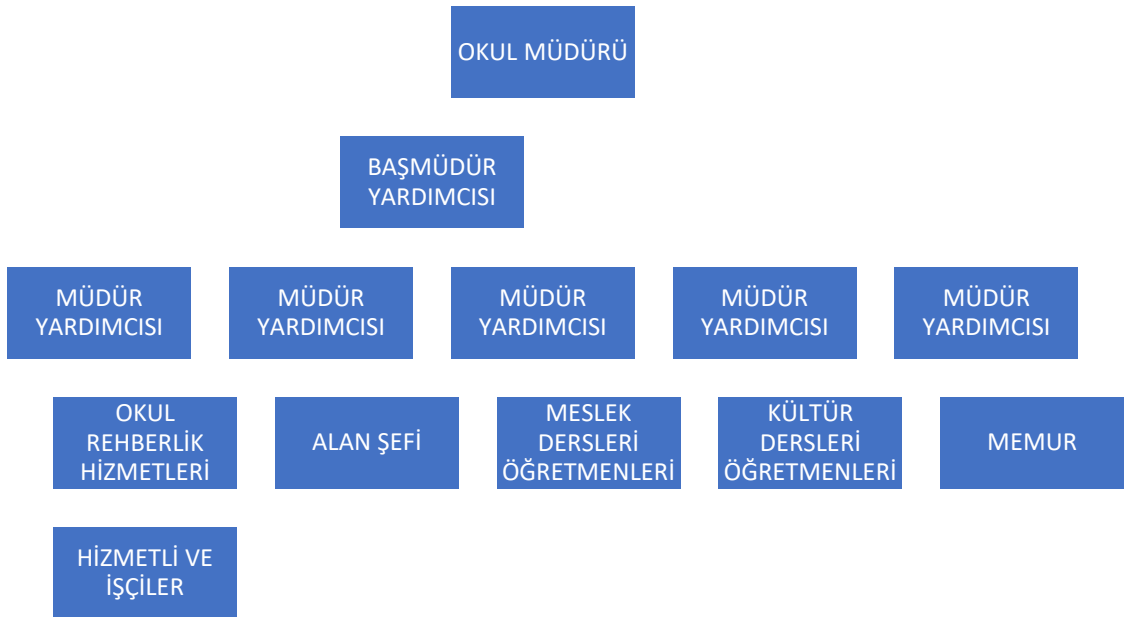 OKUL MÜDÜRÜ
BAŞMÜDÜR
YARDIMCISI
MÜDÜR
YARDIMCISI
MÜDÜR
YARDIMCISI
MÜDÜR
YARDIMCISI
MÜDÜR
YARDIMCISI
MÜDÜR
YARDIMCISI
OKUL
REHBERLİK
HİZMETLERİ
ALAN ŞEFİ
MESLEK
DERSLERİ
ÖĞRETMENLERİ
KÜLTÜR
DERSLERİ
ÖĞRETMENLERİ
MEMUR
HİZMETLİ VE
İŞÇİLER